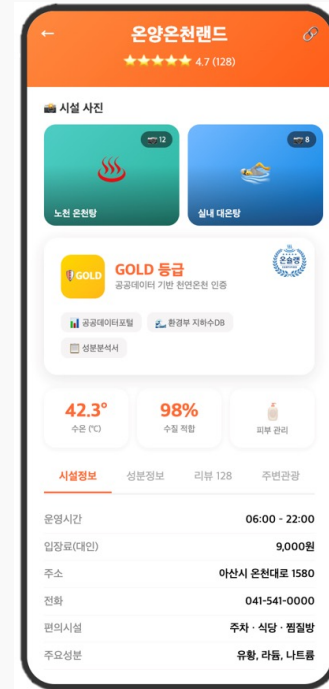 ←
온양온천랜드
★★★★★ 4.7 (128)
📸 시설 사진
12
8
노천 온천탕
실내 대온탕
GOLD
GOLD 등급
공공데이터 기반 천연온천 인증
📊 공공데이터포털
환경부 지하수DB
성분분석서
42.3°
수온 (℃)
98%
수질 적합
피부 관리
시설정보
성분정보
리뷰 128
주변관광
운영시간 06:00 - 22:00
입장료(대인) 9,000원
주소 아산시 온천대로 1580
전화 041-541-0000
편의시설 주차 · 식당 · 찜질방
주요성분 유황, 라듐, 나트륨